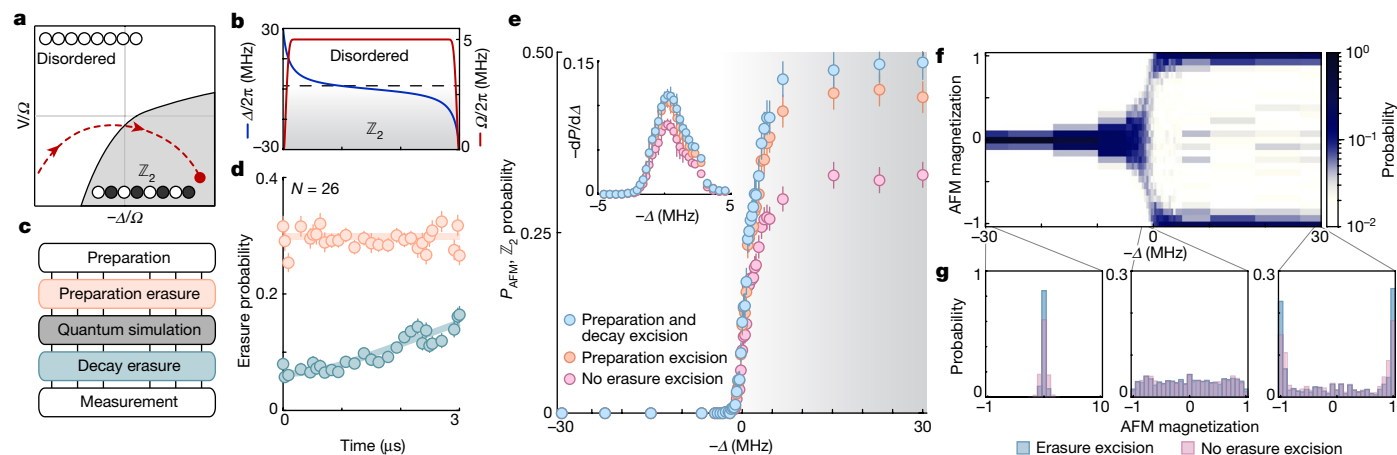 a
Disordered
V/Ω
ℤ2
−Δ/Ω
b
30
−30
Δ/2π (MHz)
Disordered
ℤ2
5
0
Ω/2π (MHz)
c
Preparation
Preparation erasure
Quantum simulation
Decay erasure
Measurement
d
N = 26
0.4
0.2
0
Erasure probability
0
3
Time (μs)
e
0.50
0.25
0
PAFM, ℤ2 probability
0.15
0
−dP/dΔ
−5
5
−Δ (MHz)
Preparation and
decay excision
Preparation excision
No erasure excision
−30
0
30
−Δ (MHz)
f
1
0
−1
AFM magnetization
−30
0
30
−Δ (MHz)
10⁰
10⁻¹
10⁻²
Probability
g
1
0
Probability
−1
10
0.3
0
−1
0
1
0.3
0
−1
0
1
AFM magnetization
Erasure excision
No erasure excision